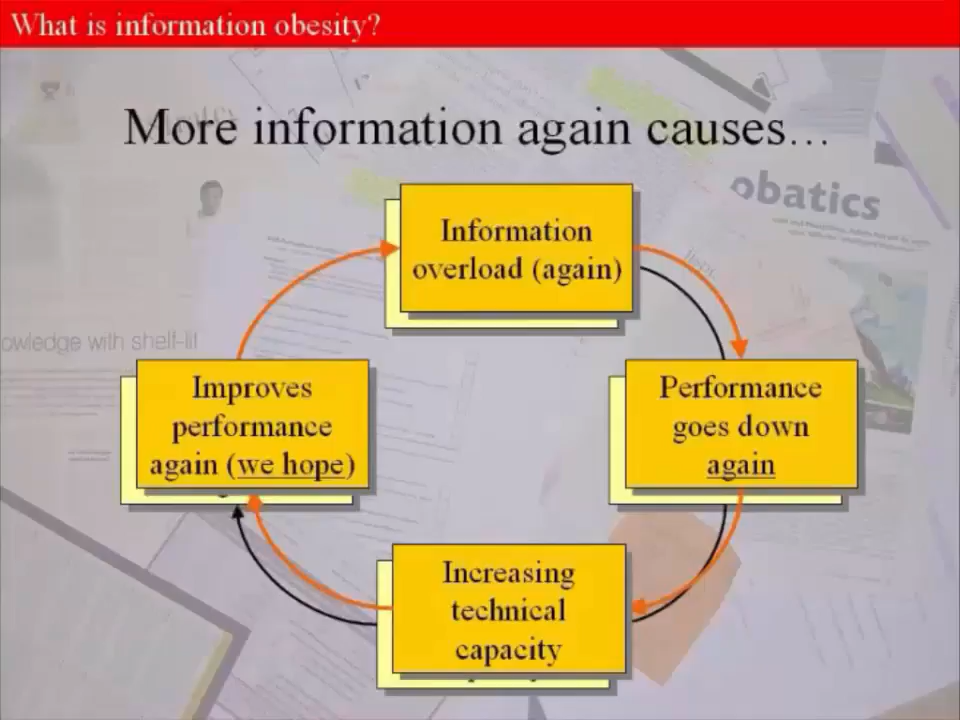 What is information obesity?
More information again causes…
obatics
Information
overload (again)
owledge with shelf-lif
Improves
performance
again (we hope)
Performance
goes down
again
Increasing
technical
capacity